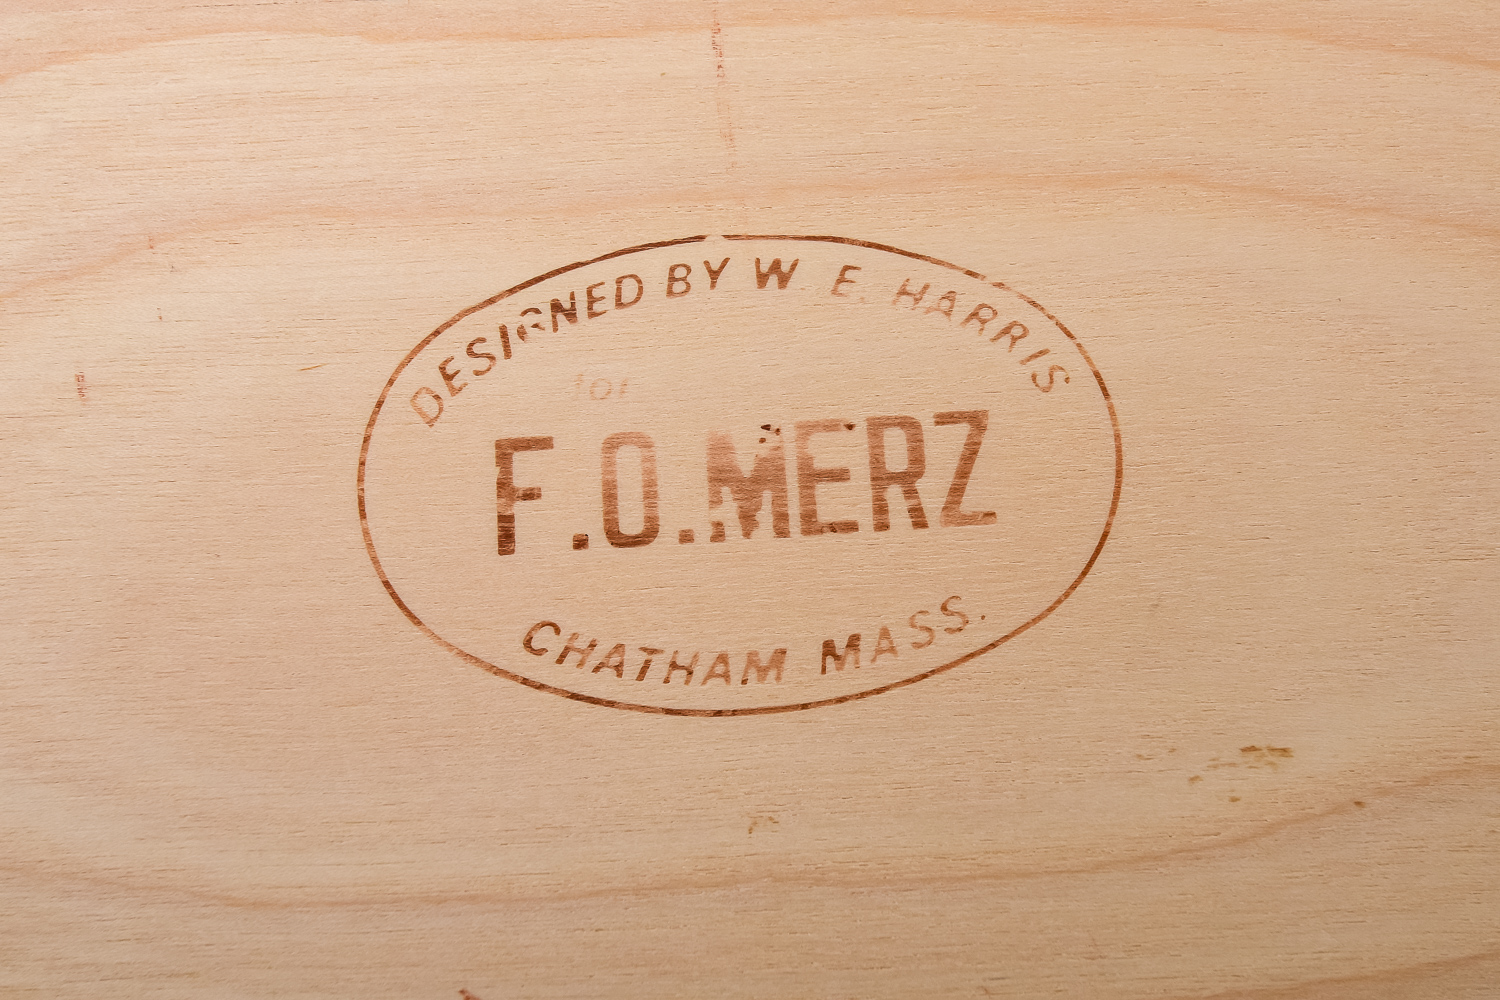 DESIGNED BY W. E. HARRIS
for
F.O.MERZ
CHATHAM MASS.